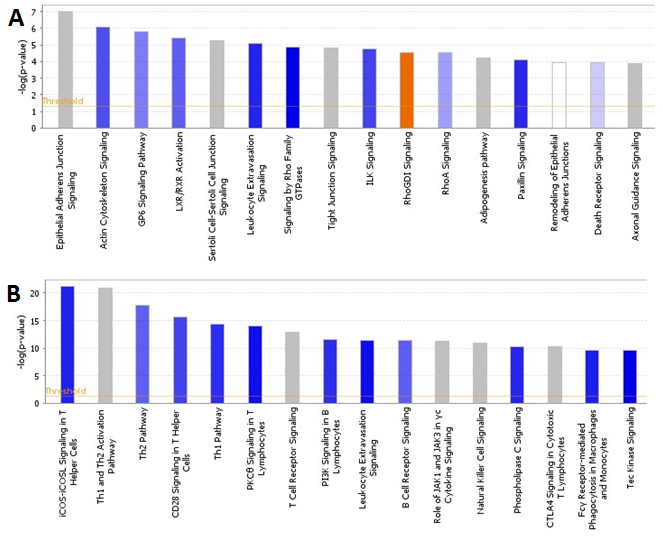 A
-log(p-value)
7
6
5
4
3
2
1
0
Threshold
Epithelial Adherens Junction
Signaling
Actin Cytoskeleton Signaling
GP6 Signaling Pathway
LXR/RXR Activation
Sertoli Cell-Sertoli Cell Junction
Signaling
Leukocyte Extravasation
Signaling
Signaling by Rho Family
GTPases
Tight Junction Signaling
ILK Signaling
RhoGDI Signaling
RhoA Signaling
Adipogenesis pathway
Paxillin Signaling
Remodeling of Epithelial
Adherens Junctions
Death Receptor Signaling
Axonal Guidance Signaling
B
-log(p-value)
20
15
10
5
0
Threshold
iCOS-iCOSL Signaling in T
Helper Cells
Th1 and Th2 Activation
Pathway
Th2 Pathway
CD28 Signaling in T Helper
Cells
Th1 Pathway
PKCθ Signaling in T
Lymphocytes
T Cell Receptor Signaling
PI3K Signaling in B
Lymphocytes
Leukocyte Extravasation
Signaling
B Cell Receptor Signaling
Role of JAK1 and JAK3 in γc
Cytokine Signaling
Natural Killer Cell Signaling
Phospholipase C Signaling
CTLA4 Signaling in Cytotoxic
T Lymphocytes
Fcγ Receptor-mediated
Phagocytosis in Macrophages
and Monocytes
Tec Kinase Signaling